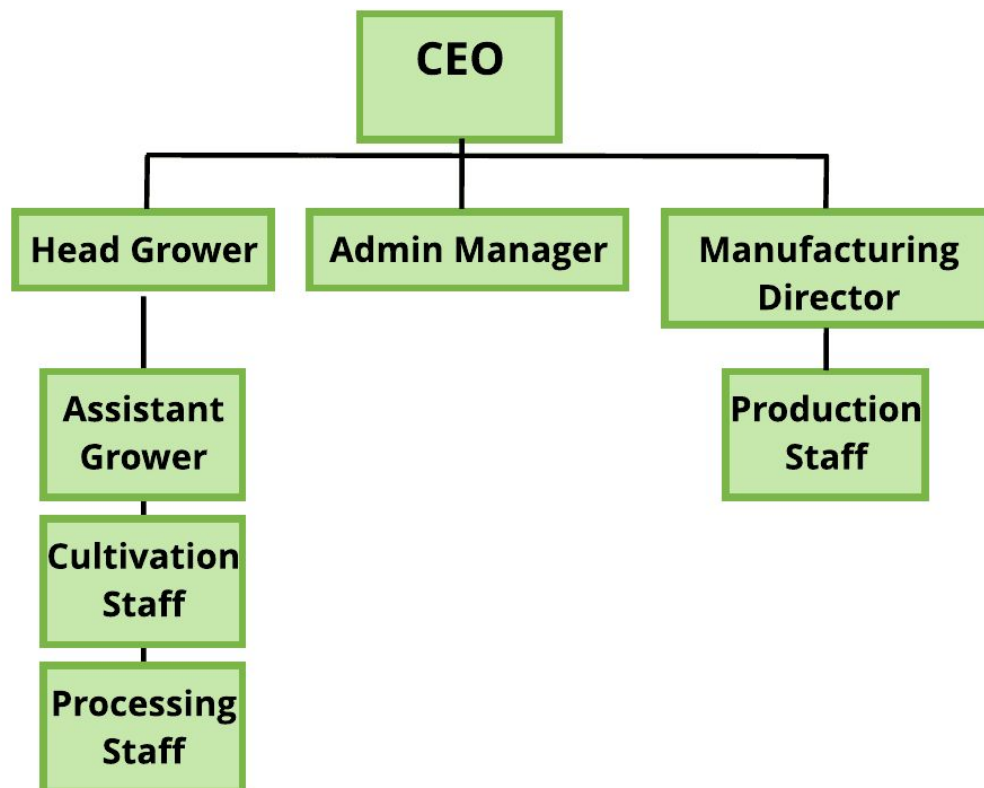 CEO
Head Grower
Admin Manager
Manufacturing
Director
Assistant
Grower
Production
Staff
Cultivation
Staff
Processing
Staff